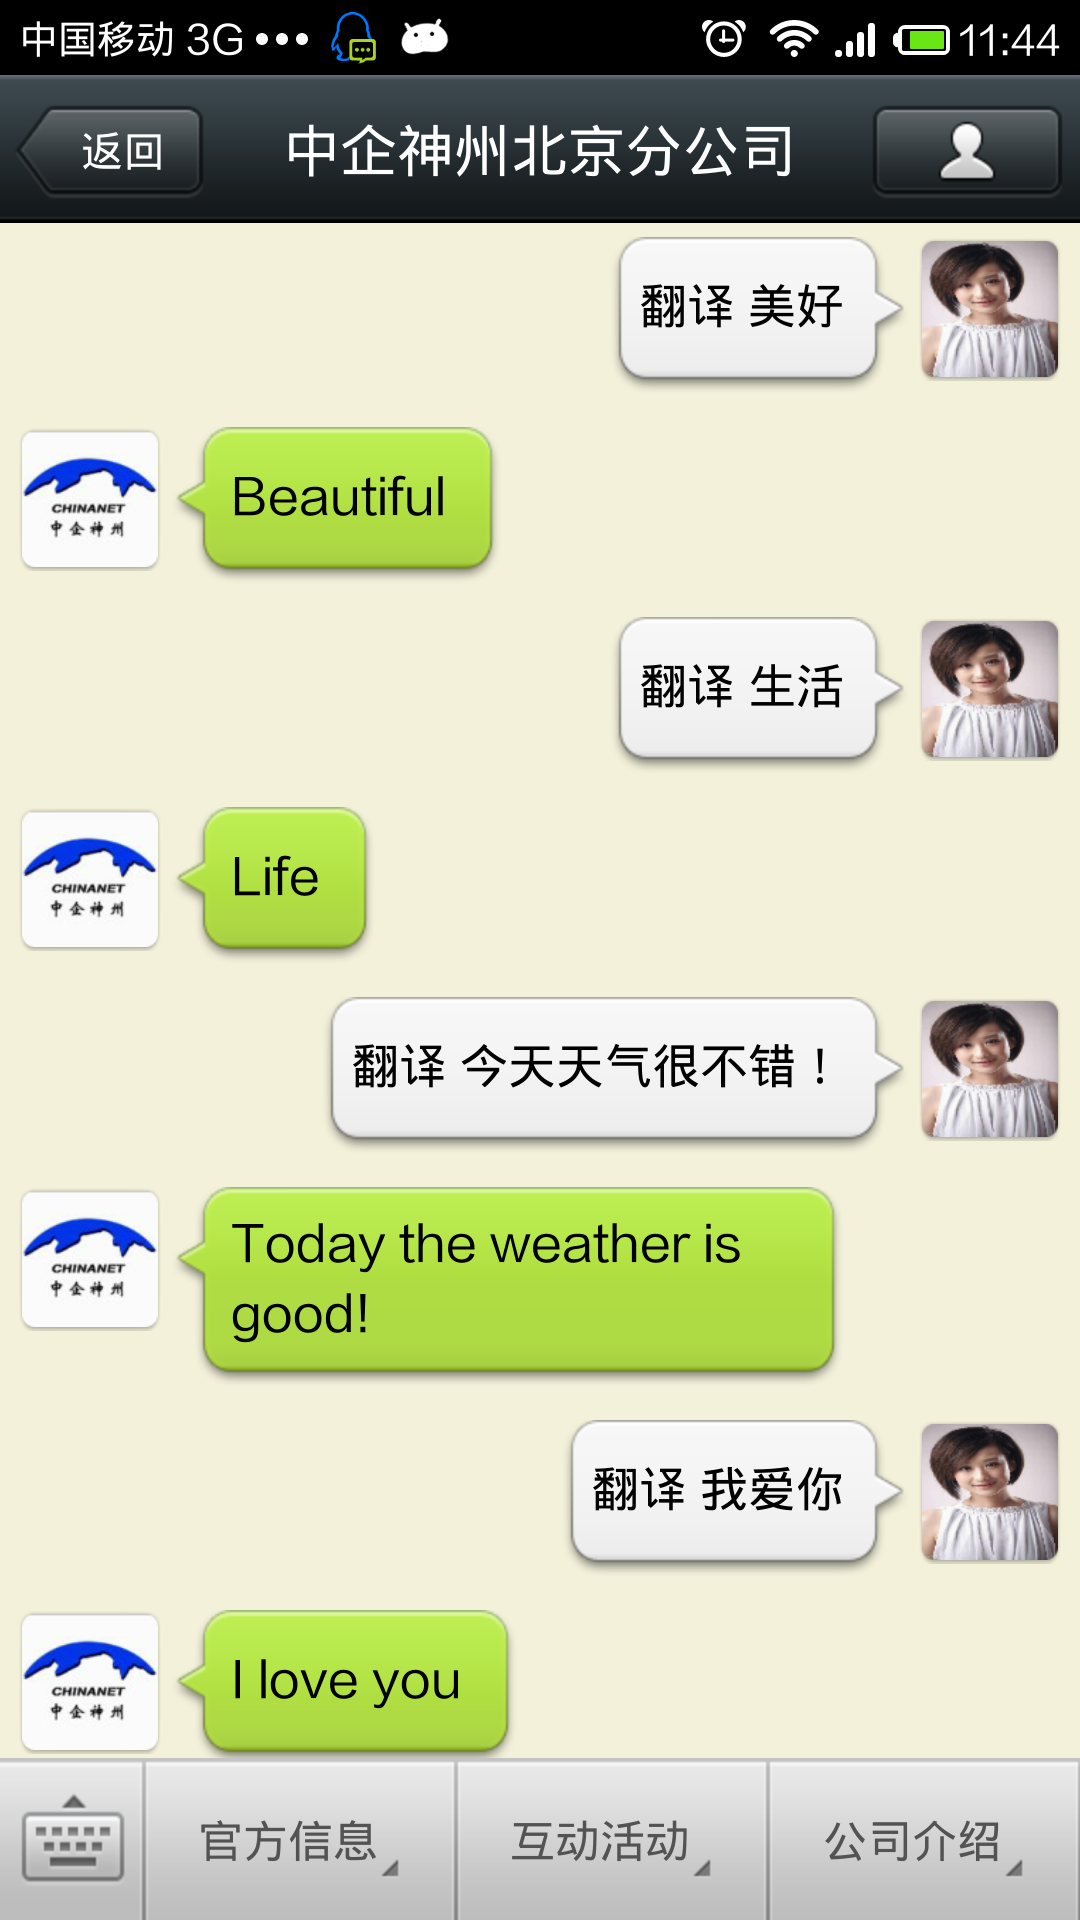 中国移动 3G 11:44
返回 中企神州北京分公司
翻译 美好
CHINANET
中企神州
Beautiful
翻译 生活
CHINANET
中企神州
Life
翻译 今天天气很不错！
CHINANET
中企神州
Today the weather is
good!
翻译 我爱你
CHINANET
中企神州
I love you
官方信息 互动活动 公司介绍